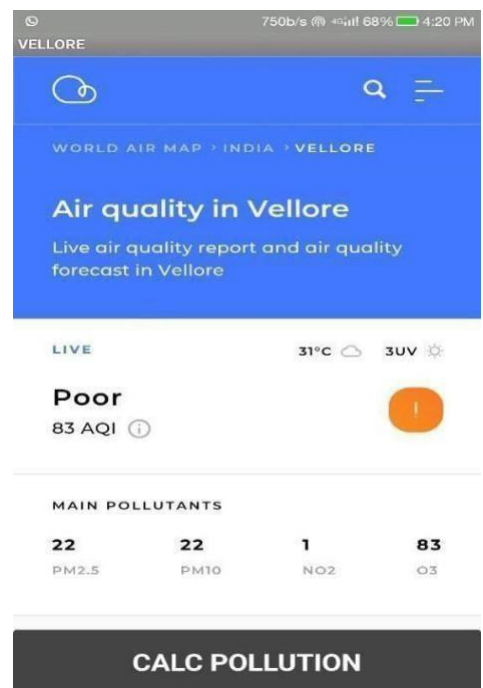 750b/s 4G 68% 4:20 PM
VELLORE
WORLD AIR MAP > INDIA > VELLORE
Air quality in Vellore
Live air quality report and air quality
forecast in Vellore
LIVE 31°C 3UV
Poor !
83 AQI i
MAIN POLLUTANTS
22 22 1 83
PM2.5 PM10 NO2 O3
CALC POLLUTION